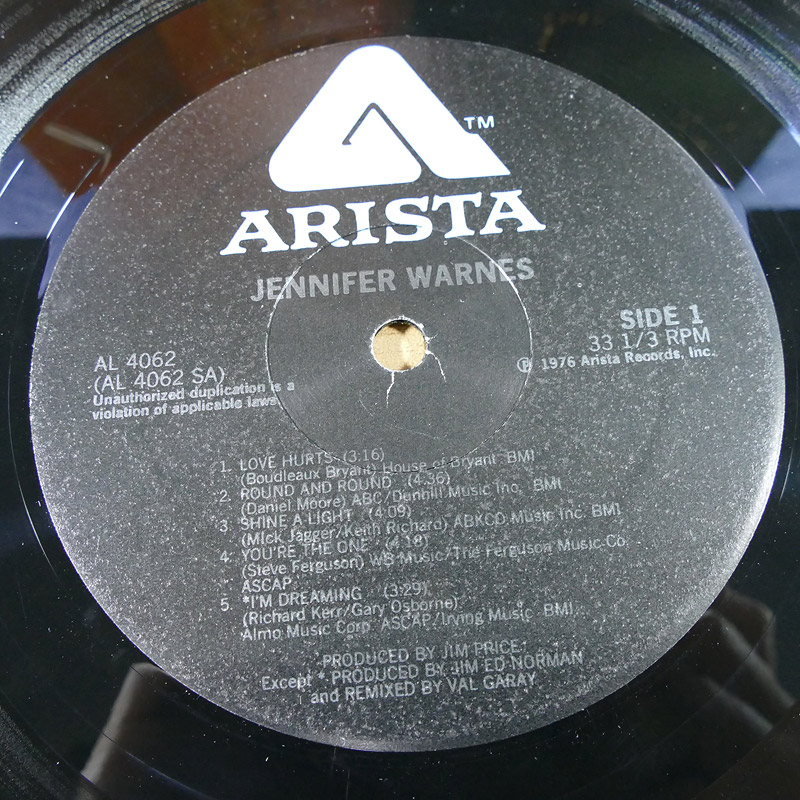 TM
ARISTA
JENNIFER WARNES
SIDE 1
33 1/3 RPM
℗ 1976 Arista Records, Inc.
AL 4062
(AL 4062 SA)
Unauthorized duplication is a
violation of applicable laws.
1. LOVE HURTS (3:16)
(Boudleaux Bryant) House of Bryant BMI
2. ROUND AND ROUND (4:36)
(Daniel Moore) ABC/Dunhill Music Inc. BMI
3. SHINE A LIGHT (4:09)
(Mick Jagger/Keith Richard) ABKCO Music Inc. BMI
4. YOU'RE THE ONE (4:18)
(Steve Ferguson) WB Music/The Ferguson Music Co.
ASCAP
5. *I'M DREAMING (3:29)
(Richard Kerr/Gary Osborne)
Almo Music Corp. ASCAP/Irving Music BMI
PRODUCED BY JIM PRICE
Except * PRODUCED BY JIM ED NORMAN
and REMIXED BY VAL GARAY